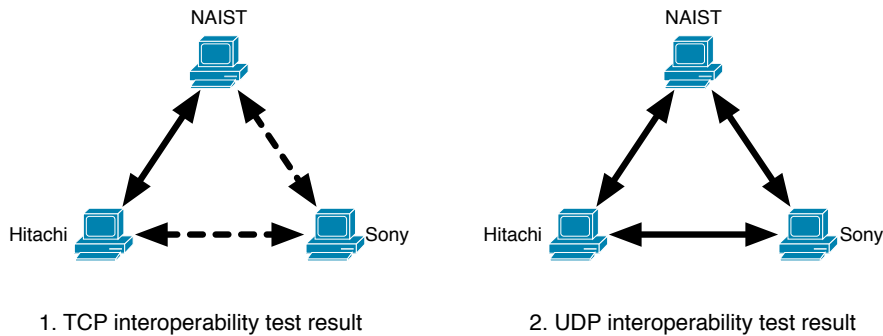 NAIST
Hitachi
Sony
1. TCP interoperability test result
NAIST
Hitachi
Sony
2. UDP interoperability test result